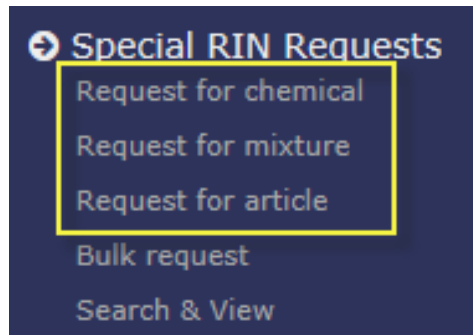 Special RIN Requests
Request for chemical
Request for mixture
Request for article
Bulk request
Search & View